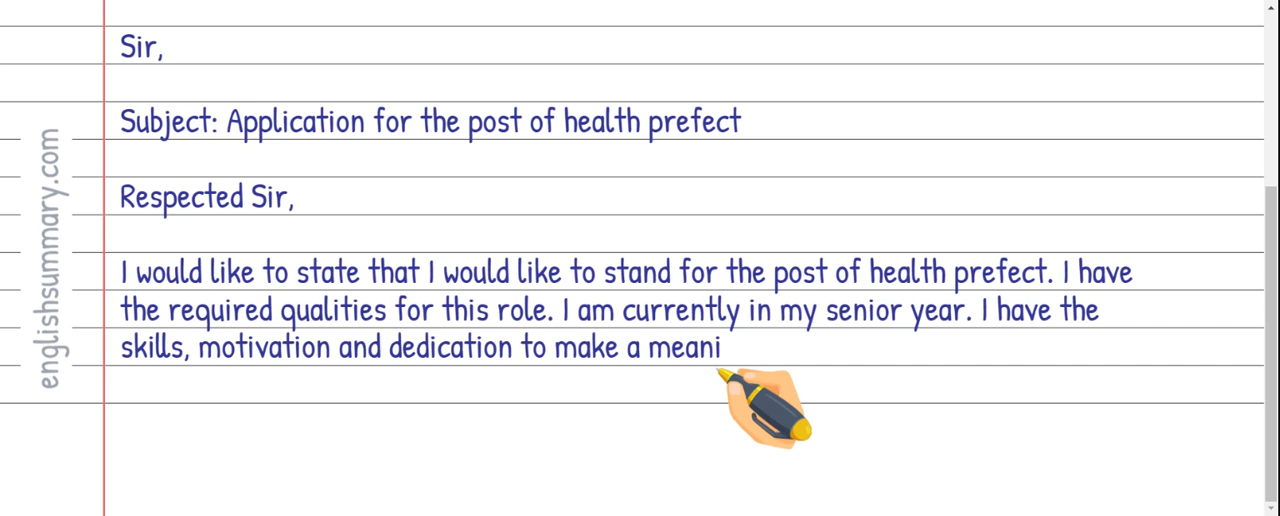 Sir,
Subject: Application for the post of health prefect
Respected Sir,
I would like to state that I would like to stand for the post of health prefect. I have
the required qualities for this role. I am currently in my senior year. I have the
skills, motivation and dedication to make a meani
englishsummary.com